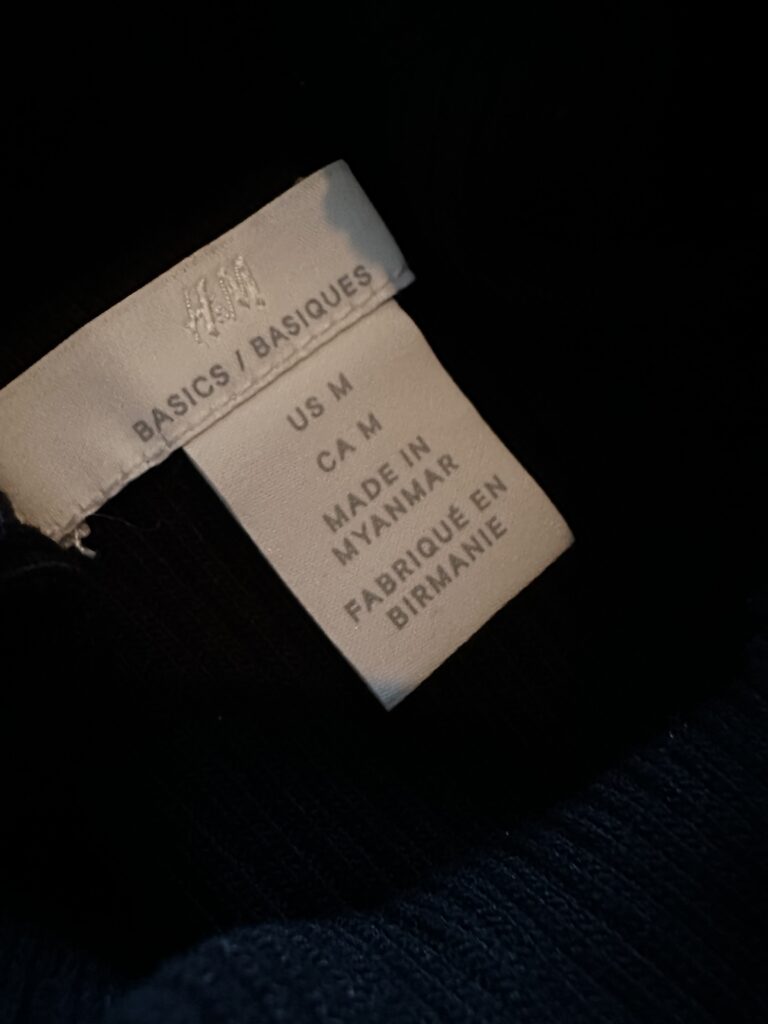 H&M
BASICS / BASIQUES
US M
CA M
MADE IN
MYANMAR
FABRIQUÉ EN
BIRMANIE